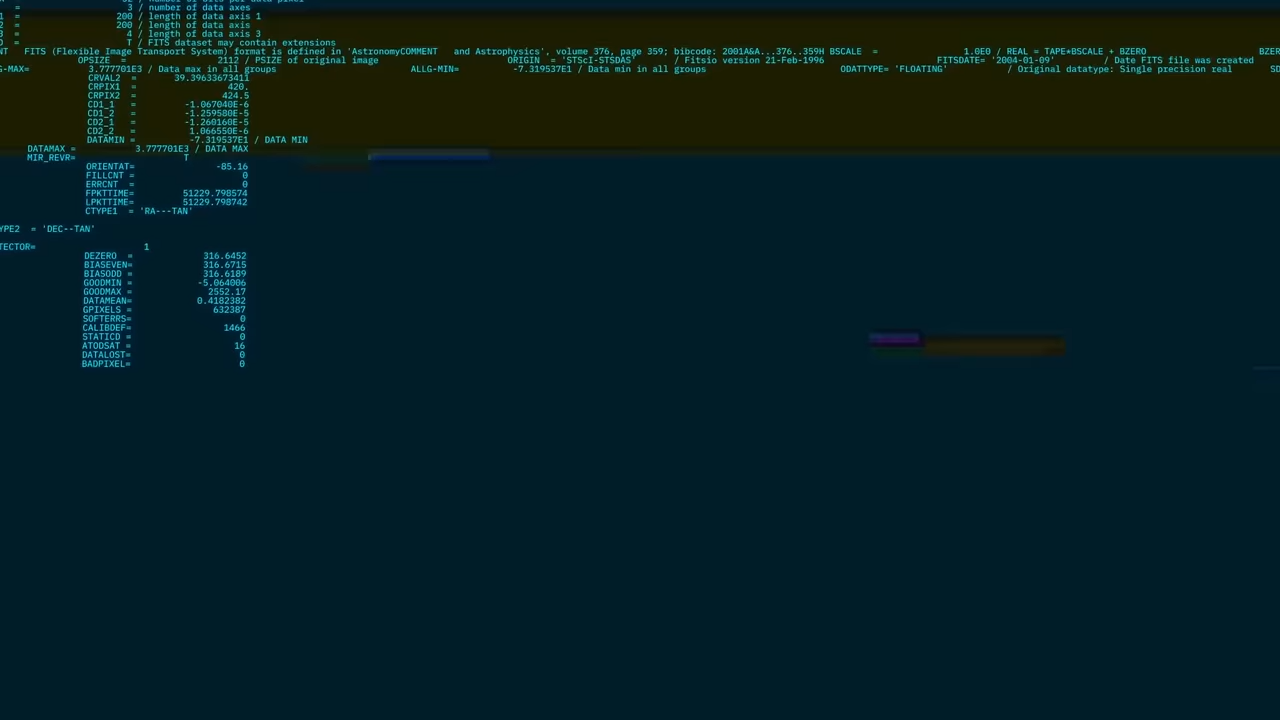 = 3 / number of data axes
1 = 200 / length of data axis 1
2 = 200 / length of data axis
3 = 4 / length of data axis 3
= T / FITS dataset may contain extensions
NT FITS (Flexible Image Transport System) format is defined in 'AstronomyCOMMENT and Astrophysics', volume 376, page 359; bibcode: 2001A&A...376..359H BSCALE = 1.0E0 / REAL = TAPE*BSCALE + BZERO BZER
OPSIZE = 2112 / PSIZE of original image ORIGIN = 'STScI-STSDAS' / Fitsio version 21-Feb-1996 FITSDATE= '2004-01-09' / Date FITS file was created
G-MAX= 3.777701E3 / Data max in all groups ALLG-MIN= -7.319537E1 / Data min in all groups ODATTYPE= 'FLOATING' / Original datatype: Single precision real SD
CRVAL2 = 39.39633673411
CRPIX1 = 420.
CRPIX2 = 424.5
CD1_1 = -1.067040E-6
CD1_2 = -1.259580E-5
CD2_1 = -1.260160E-5
CD2_2 = 1.066550E-6
DATAMIN = -7.319537E1 / DATA MIN
DATAMAX = 3.777701E3 / DATA MAX
MIR_REVR= T
ORIENTAT= -85.16
FILLCNT = 0
ERRCNT = 0
FPKTTIME= 51229.798574
LPKTTIME= 51229.798742
CTYPE1 = 'RA---TAN'
YPE2 = 'DEC--TAN'
TECTOR= 1
DEZERO = 316.6452
BIASEVEN= 316.6715
BIASODD = 316.6189
GOODMIN = -5.064006
GOODMAX = 2552.17
DATAMEAN= 0.4182382
GPIXELS = 632387
SOFTERRS= 0
CALIBDEF= 1466
STATICD = 0
ATODSAT = 16
DATALOST= 0
BADPIXEL= 0